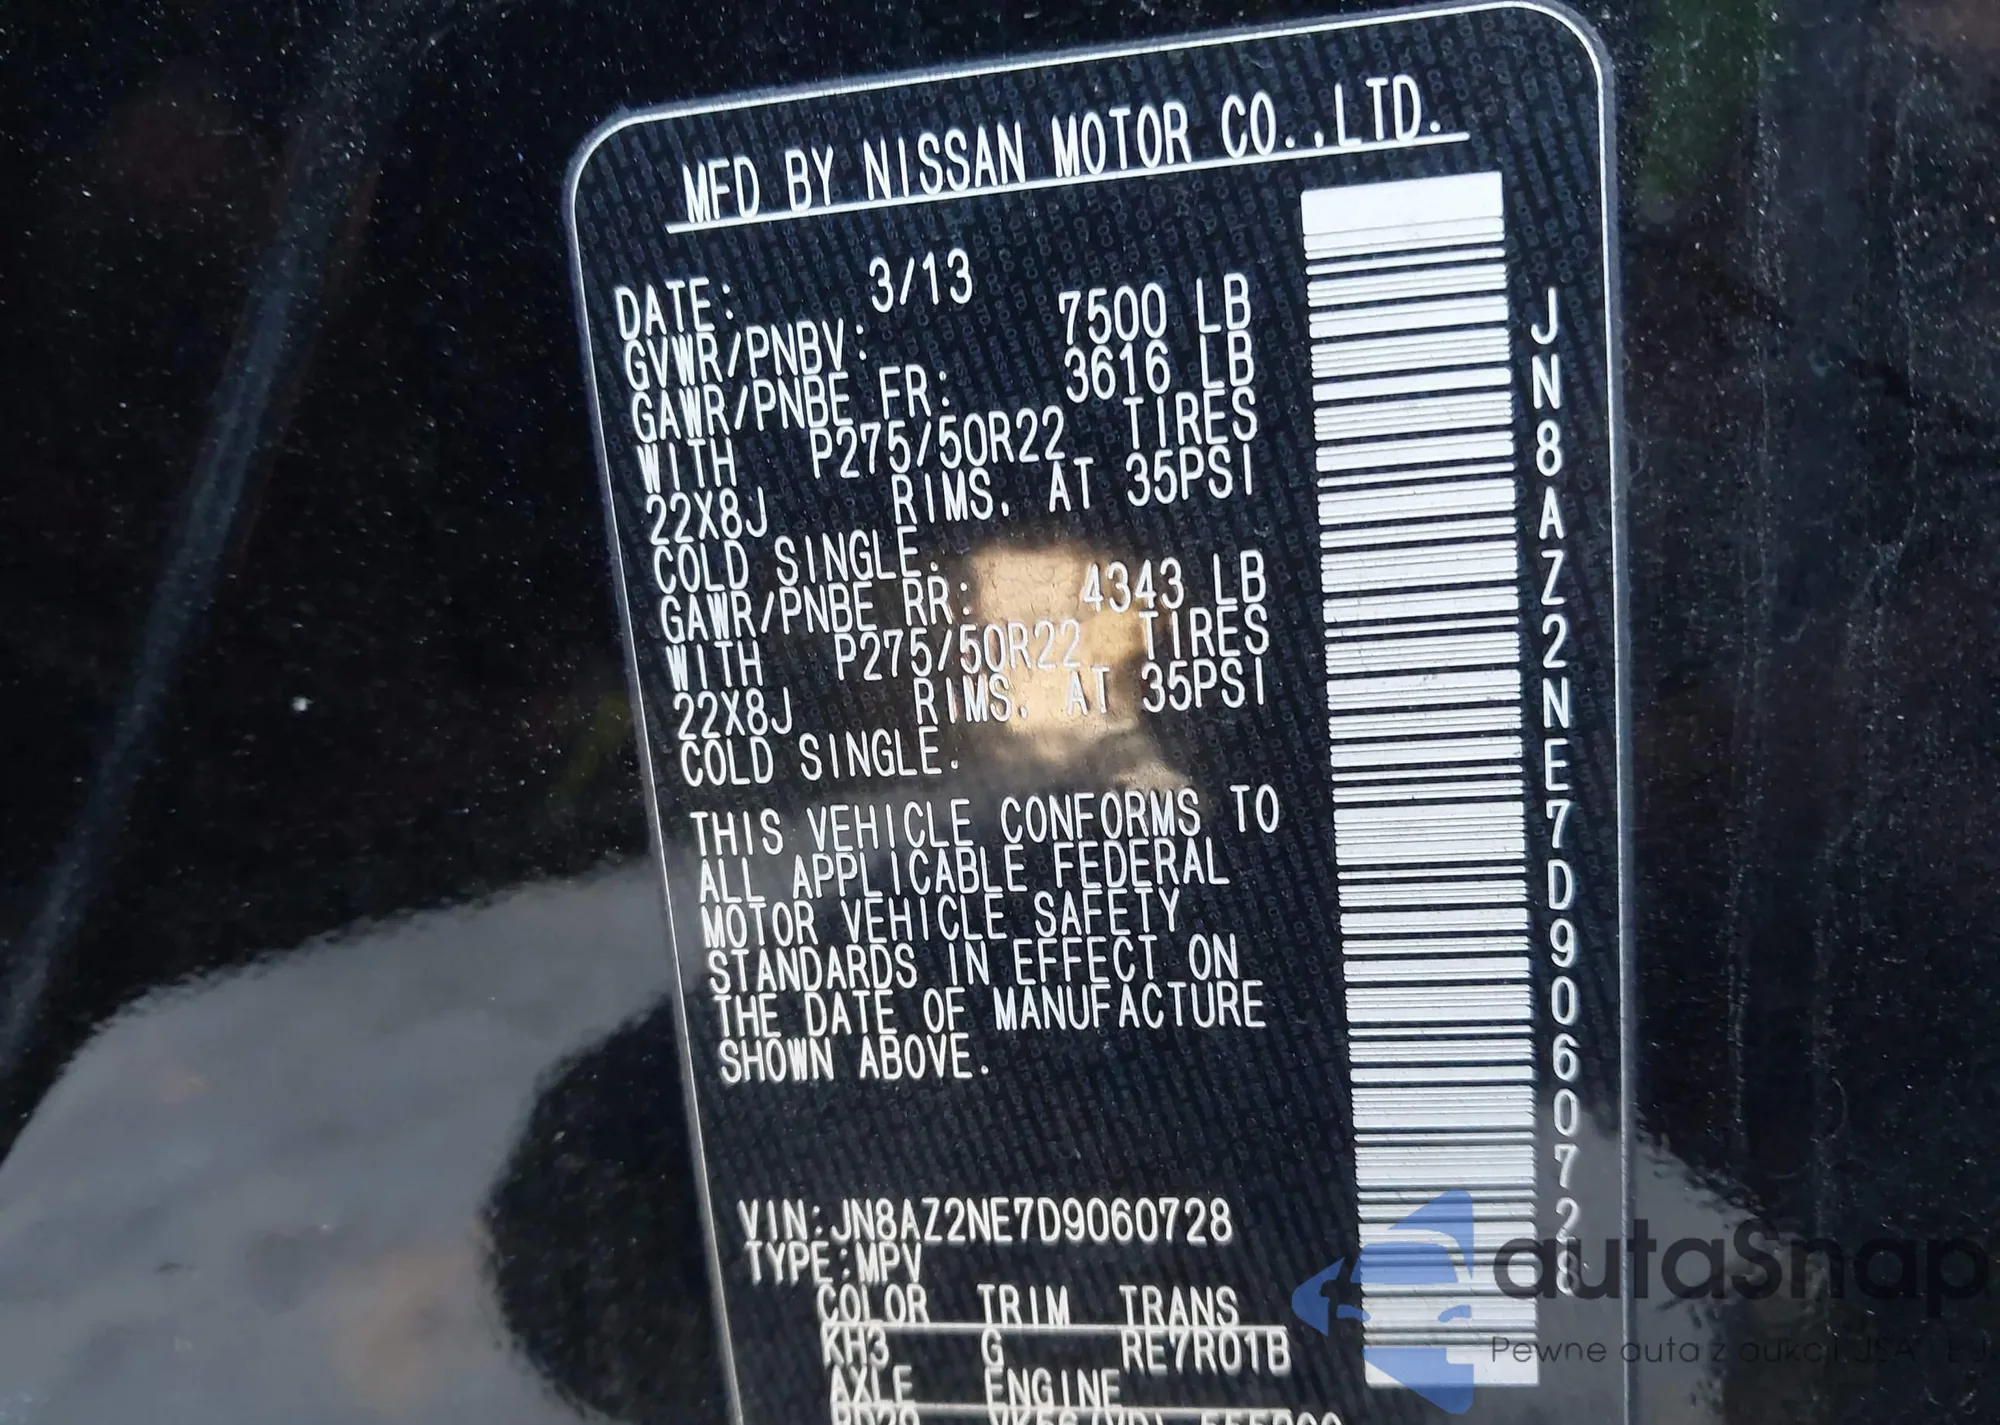 MFD BY NISSAN MOTOR CO.,LTD.
DATE: 3/13
GVWR/PNBV: 7500 LB
GAWR/PNBE FR: 3616 LB
WITH P275/50R22 TIRES
22X8J RIMS. AT 35PSI
COLD SINGLE.
GAWR/PNBE RR: 4343 LB
WITH P275/50R22 TIRES
22X8J RIMS. AT 35PSI
COLD SINGLE.
THIS VEHICLE CONFORMS TO
ALL APPLICABLE FEDERAL
MOTOR VEHICLE SAFETY
STANDARDS IN EFFECT ON
THE DATE OF MANUFACTURE
SHOWN ABOVE.
VIN:JN8AZ2NE7D9060728
TYPE:MPV
COLOR TRIM TRANS
KH3 G RE7R01B
AXLE ENGINE
JN8AZ2NE7D9060728
autaSnap
Pewne auta z aukcji